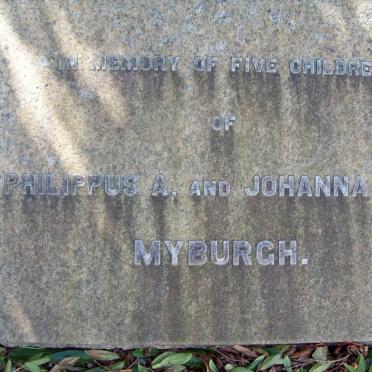 IN MEMORY OF FIVE CHILDRE
OF
PHILIPPUS A. AND JOHANNA
MYBURGH.